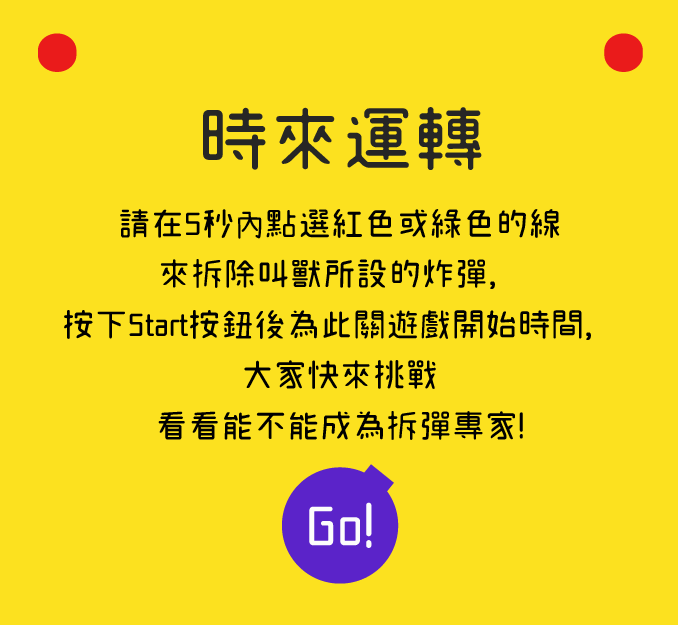 時來運轉
請在5秒內點選紅色或綠色的線
來拆除叫獸所設的炸彈,
按下Start按鈕後為此關遊戲開始時間,
大家快來挑戰
看看能不能成為拆彈專家!
Go!